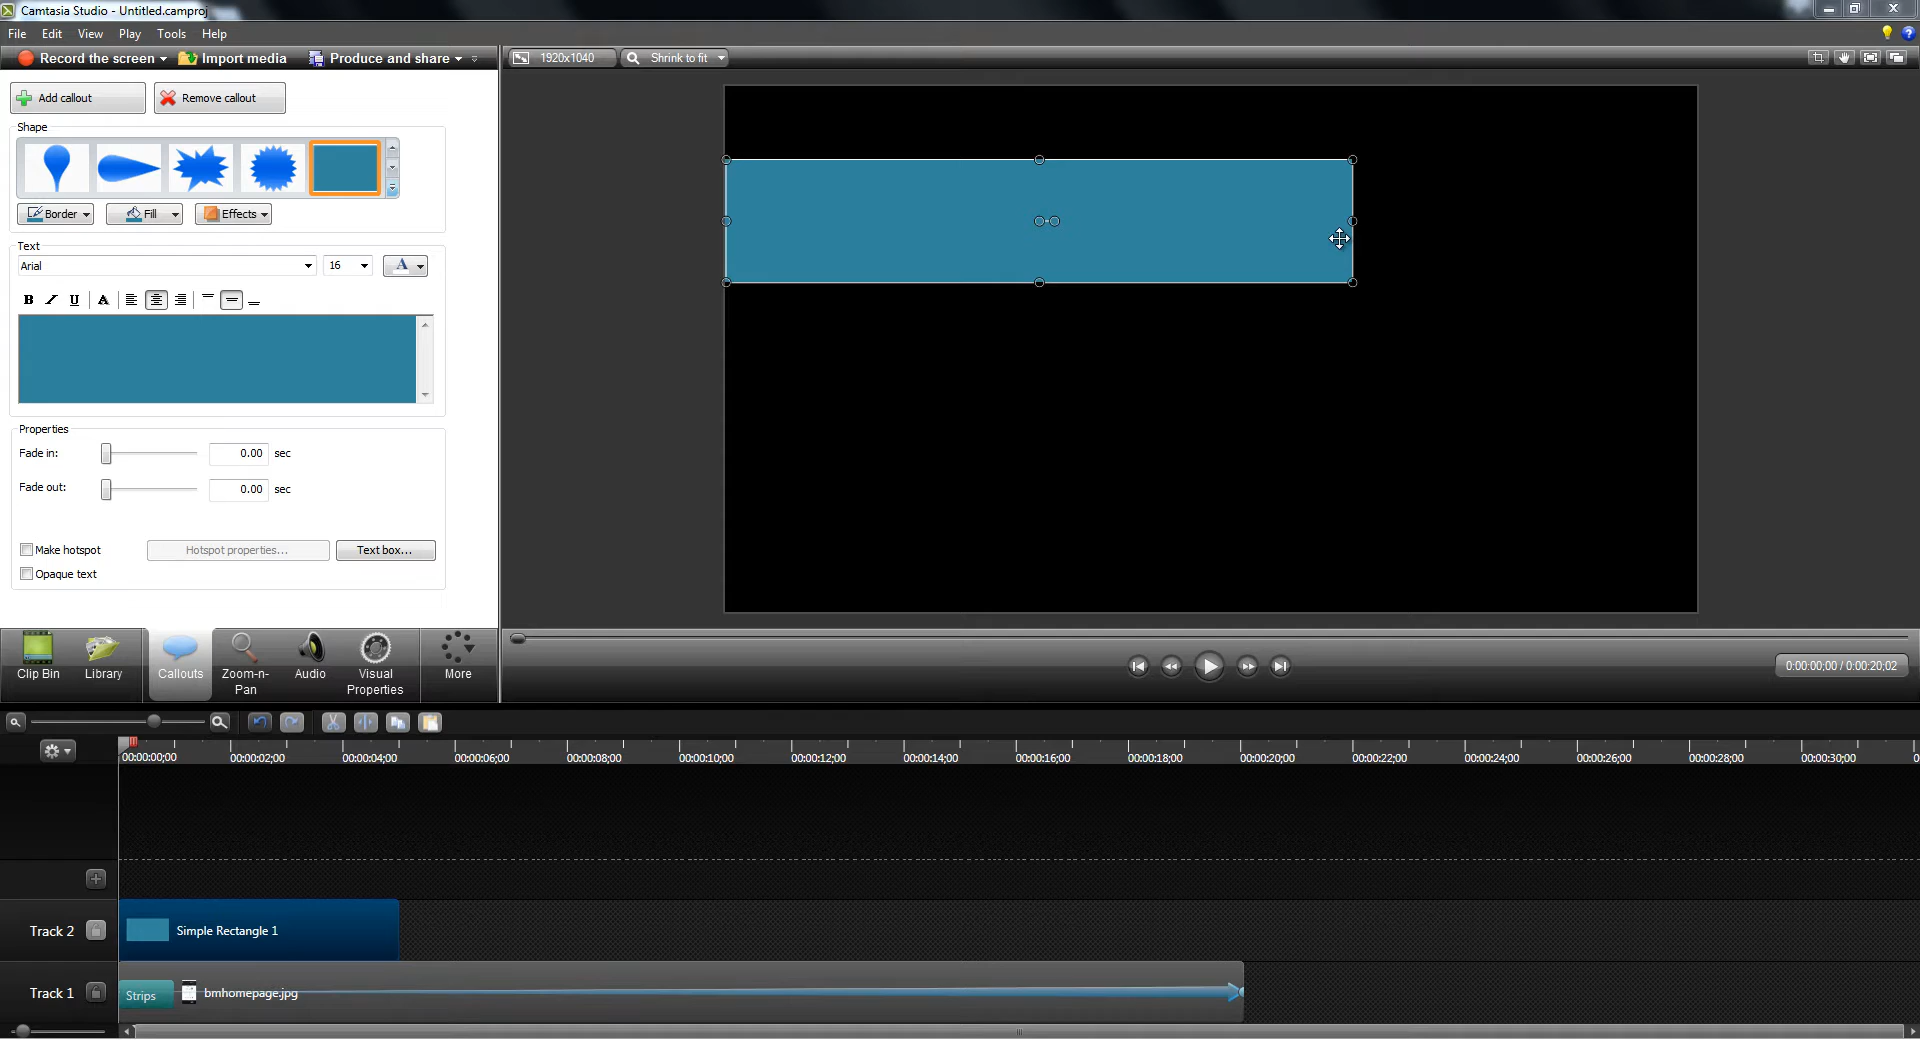 Camtasia Studio - Untitled.camproj
File Edit View Play Tools Help
Record the screen Import media Produce and share
1920x1040 Shrink to fit
Add callout Remove callout
Shape
Border Fill Effects
Text
Arial 16 A
B I U A
Properties
Fade in: 0.00 sec
Fade out: 0.00 sec
Make hotspot Hotspot properties... Text box...
Opaque text
Clip Bin Library Callouts Zoom-n-Pan Audio Visual Properties More
0:00:00;00 / 0:00:20;02
00:00:00;00 00:00:02;00 00:00:04;00 00:00:06;00 00:00:08;00 00:00:10;00 00:00:12;00 00:00:14;00 00:00:16;00 00:00:18;00 00:00:20;00 00:00:22;00 00:00:24;00 00:00:26;00 00:00:28;00 00:00:30;00
Track 2 Simple Rectangle 1
Track 1 Strips bmhomepage.jpg